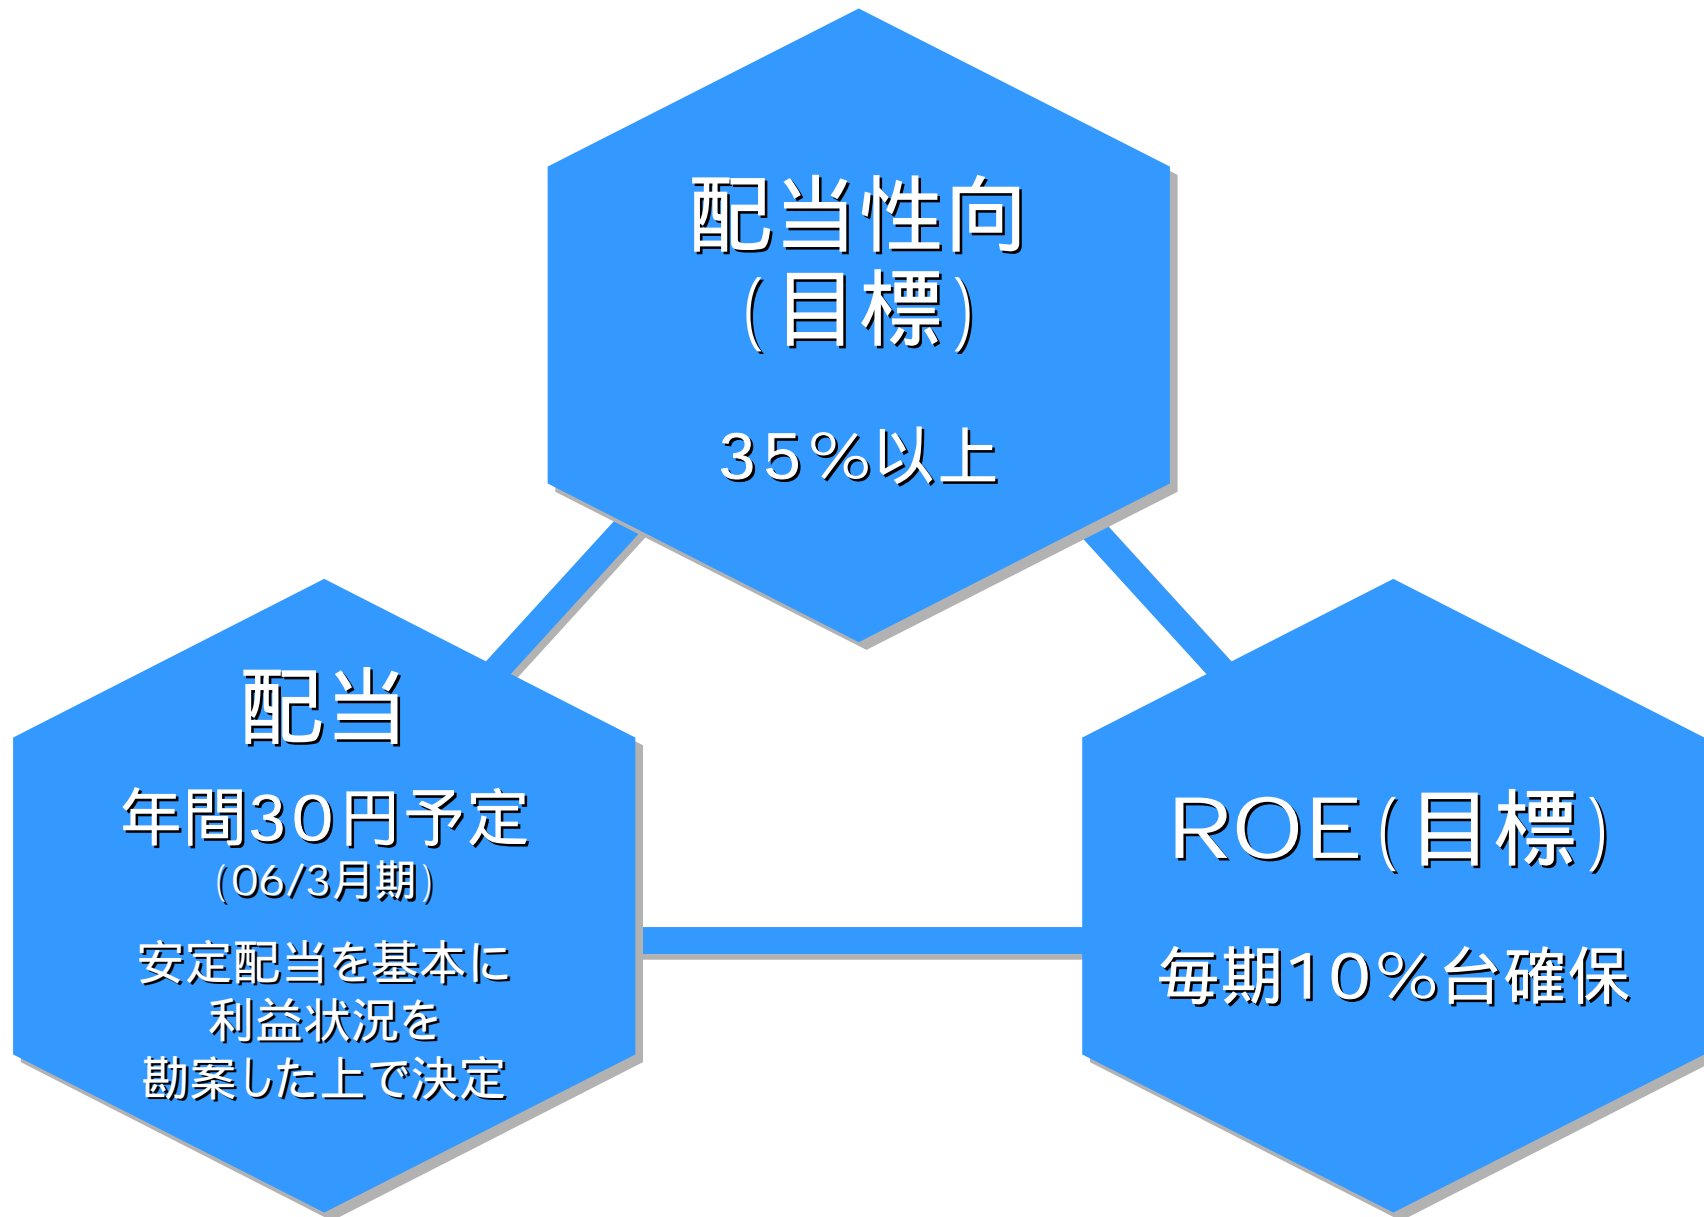 配当性向
(目標)
35%以上
配当
年間30円予定
(06/3月期)
安定配当を基本に
利益状況を
勘案した上で決定
ROE(目標)
毎期10%台確保